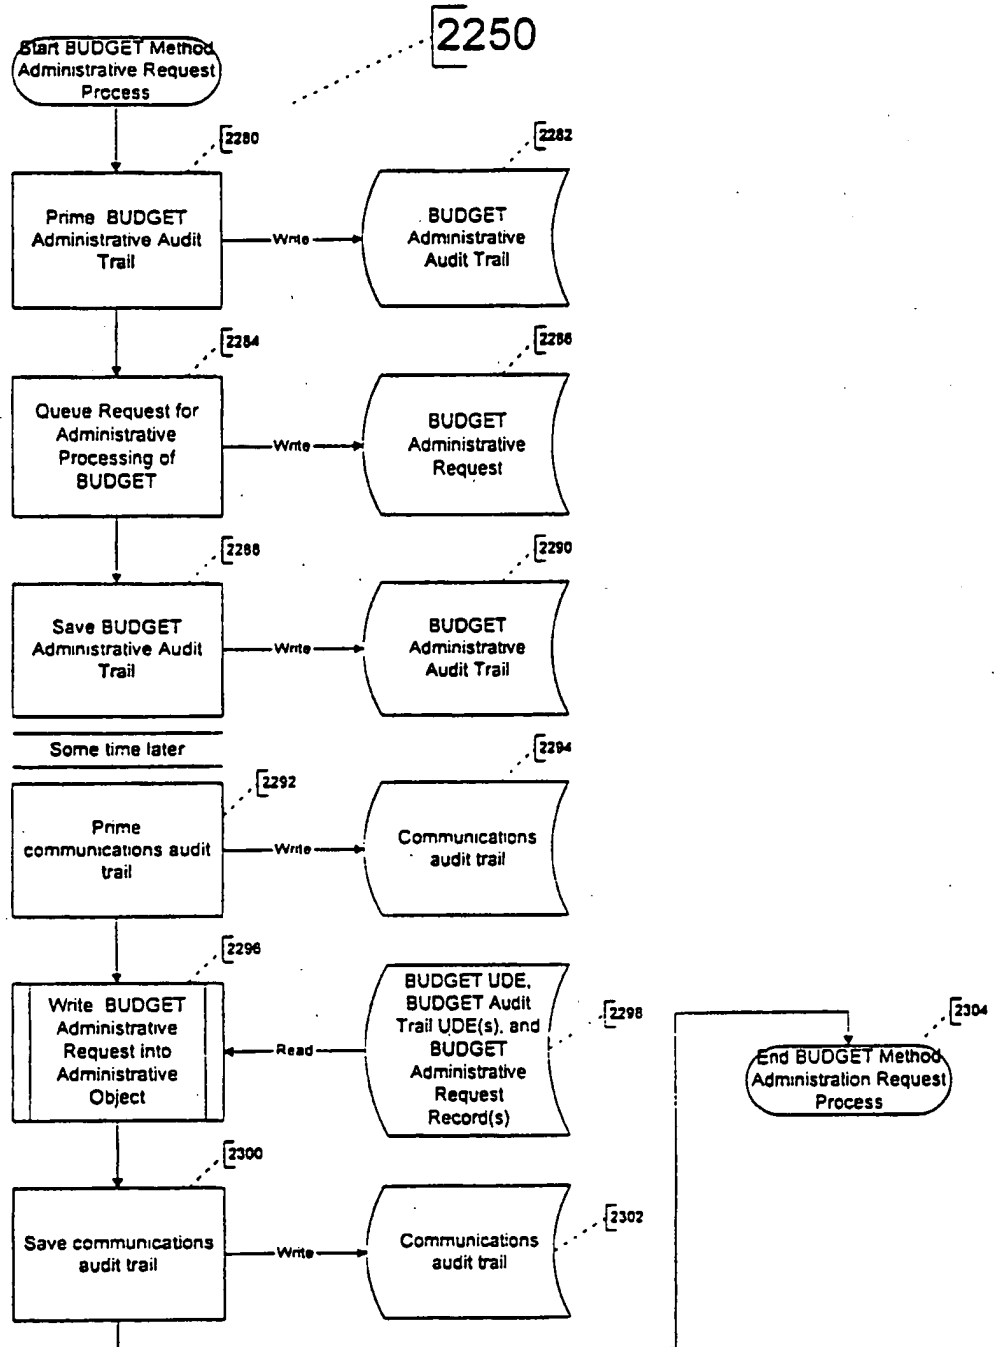 2250
Start BUDGET Method
Administrative Request
Process
2280
2282
Prime BUDGET
Administrative Audit
Trail
Write
BUDGET
Administrative
Audit Trail
2284
2286
Queue Request for
Administrative
Processing of
BUDGET
Write
BUDGET
Administrative
Request
2288
2290
Save BUDGET
Administrative Audit
Trail
Write
BUDGET
Administrative
Audit Trail
Some time later
2292
2294
Prime
communications audit
trail
Write
Communications
audit trail
2296
2298
Write BUDGET
Administrative
Request into
Administrative
Object
Read
BUDGET UDE,
BUDGET Audit
Trail UDE(s), and
BUDGET
Administrative
Request
Record(s)
2304
End BUDGET Method
Administration Request
Process
2300
2302
Save communications
audit trail
Write
Communications
audit trail